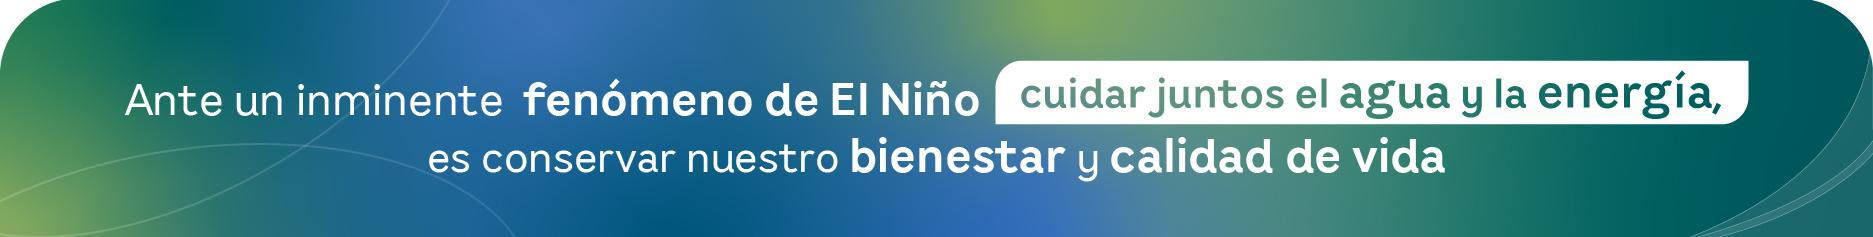 Ante un inminente fenómeno de El Niño cuidar juntos el agua y la energía,
es conservar nuestro bienestar y calidad de vida